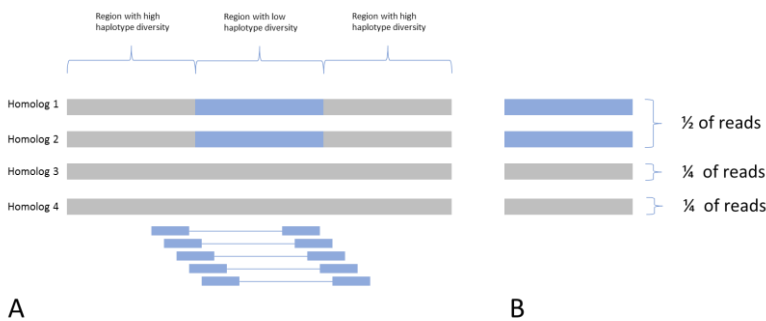 Region with high
haplotype diversity
Region with low
haplotype diversity
Region with high
haplotype diversity
Homolog 1
Homolog 2
Homolog 3
Homolog 4
½ of reads
¼ of reads
¼ of reads
A
B